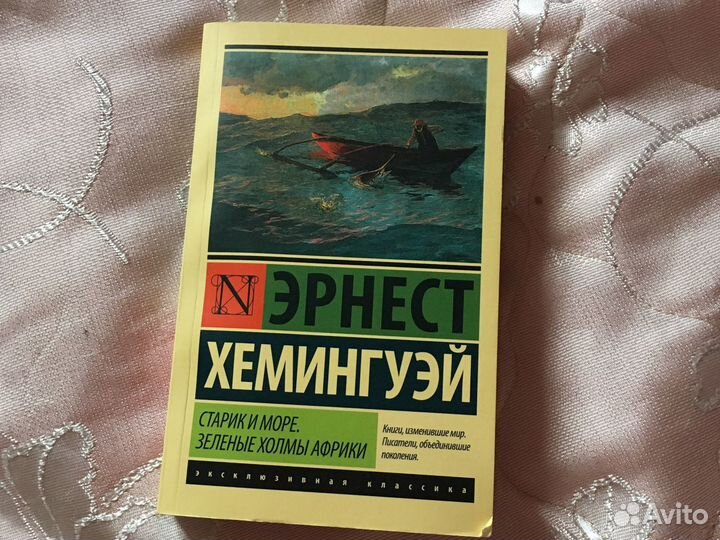 N
ЭРНЕСТ
ХЕМИНГУЭЙ
СТАРИК И МОРЕ.
ЗЕЛЕНЫЕ ХОЛМЫ АФРИКИ
Книги, изменившие мир.
Писатели, объединившие
поколения.
ЭКСКЛЮЗИВНАЯ КЛАССИКА
Avito